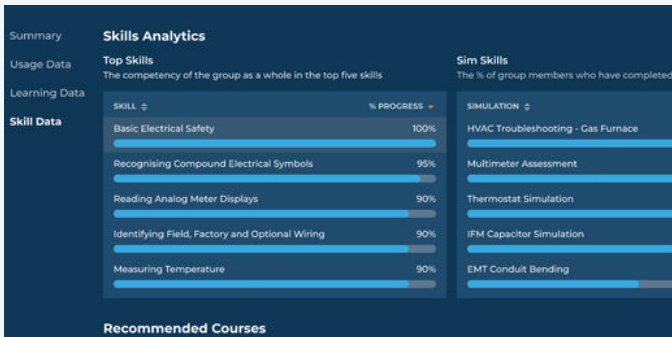 Summary
Usage Data
Learning Data
Skill Data
Skills Analytics
Top Skills
The competency of the group as a whole in the top five skills
SKILL
% PROGRESS
Basic Electrical Safety 100%
Recognising Compound Electrical Symbols 95%
Reading Analog Meter Displays 90%
Identifying Field, Factory and Optional Wiring 90%
Measuring Temperature 90%
Sim Skills
The % of group members who have completed
SIMULATION
HVAC Troubleshooting - Gas Furnace
Multimeter Assessment
Thermostat Simulation
IFM Capacitor Simulation
EMT Conduit Bending
Recommended Courses